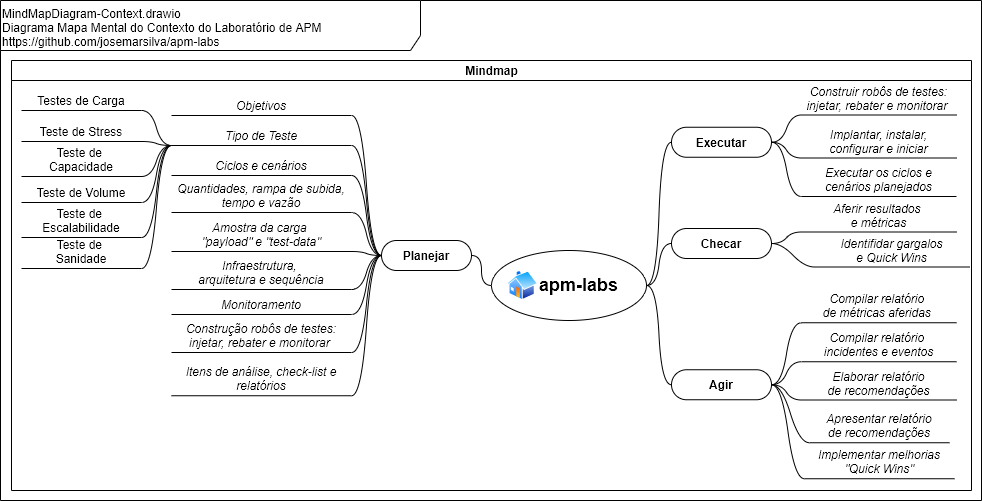 MindMapDiagram-Context.drawio
Diagrama Mapa Mental do Contexto do Laboratório de APM
https://github.com/josemarsilva/apm-labs
Mindmap
apm-labs
Planejar
Objetivos
Tipo de Teste
Testes de Carga
Teste de Stress
Teste de
Capacidade
Teste de Volume
Teste de
Escalabilidade
Teste de
Sanidade
Ciclos e cenários
Quantidades, rampa de subida,
tempo e vazão
Amostra da carga
"payload" e "test-data"
Infraestrutura,
arquitetura e sequência
Monitoramento
Construção robôs de testes:
injetar, rebater e monitorar
Itens de análise, check-list e
relatórios
Executar
Construir robôs de testes:
injetar, rebater e monitorar
Implantar, instalar,
configurar e iniciar
Executar os ciclos e
cenários planejados
Checar
Aferir resultados
e métricas
Identifidar gargalos
e Quick Wins
Agir
Compilar relatório
de métricas aferidas
Compilar relatório
incidentes e eventos
Elaborar relatório
de recomendações
Apresentar relatório
de recomendações
Implementar melhorias
"Quick Wins"